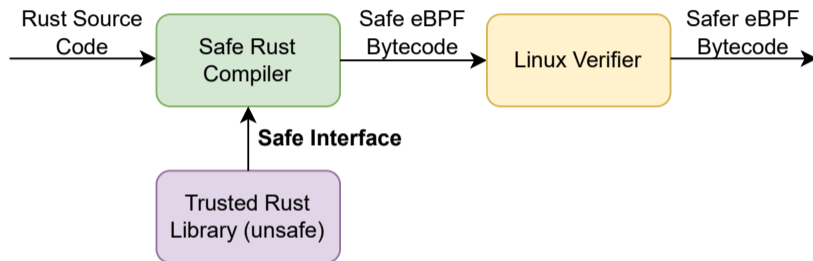 Rust Source
Code
Safe Rust
Compiler
Safe eBPF
Bytecode
Linux Verifier
Safer eBPF
Bytecode
Safe Interface
Trusted Rust
Library (unsafe)